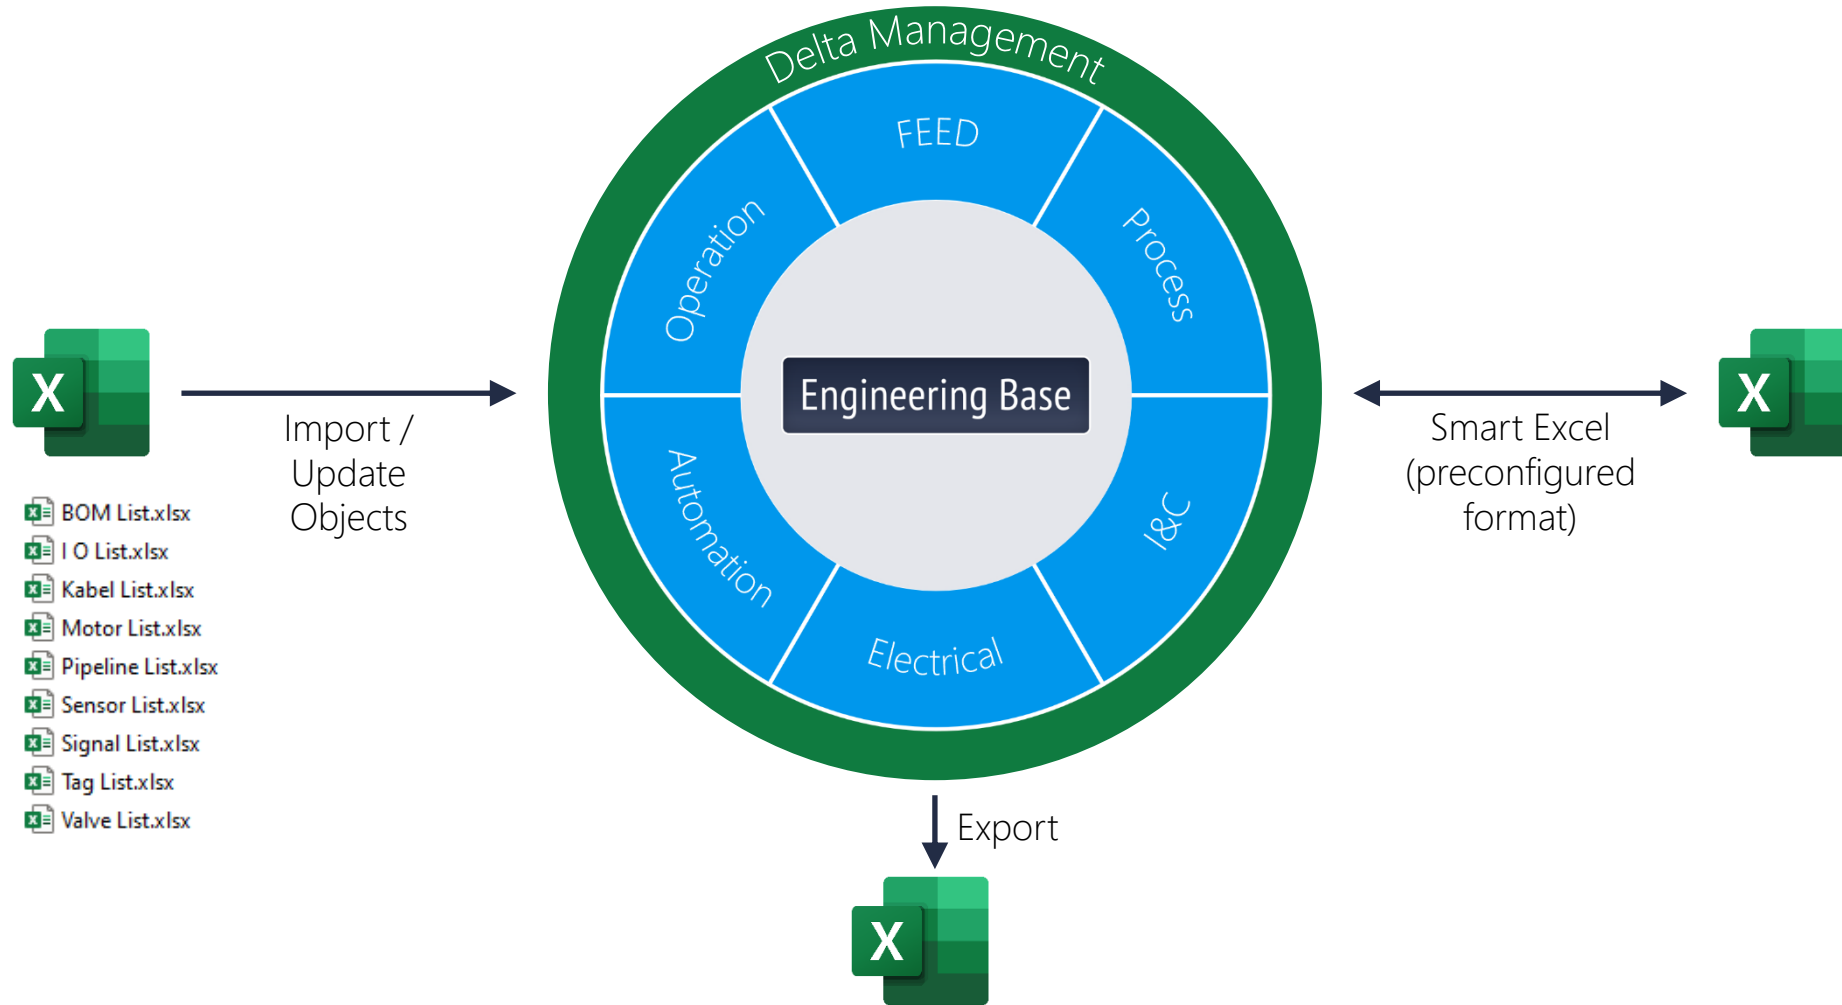 Delta Management
FEED
Process
I&C
Electrical
Automation
Operation
Engineering Base
X
Import /
Update
Objects
BOM List.xlsx
I O List.xlsx
Kabel List.xlsx
Motor List.xlsx
Pipeline List.xlsx
Sensor List.xlsx
Signal List.xlsx
Tag List.xlsx
Valve List.xlsx
X
Smart Excel
(preconfigured
format)
Export
X